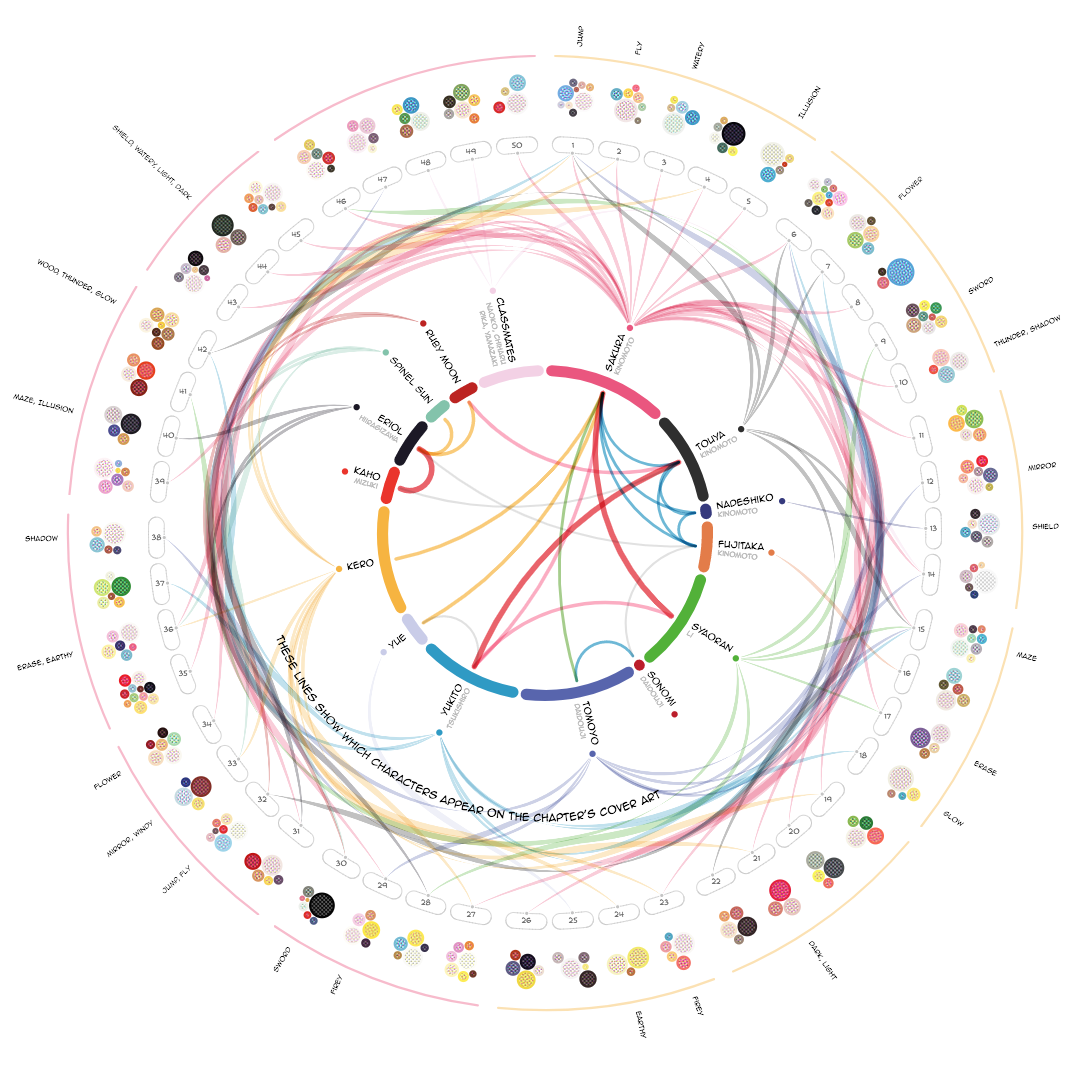 JUMP
FLY
WATERY
ILLUSION
FLOWER
SWORD
THUNDER, SHADOW
MIRROR
SHIELD
MAZE
ERASE
GLOW
DARK, LIGHT
FIREY
EARTHY
FIREY
SWORD
JUMP, FLY
MIRROR, WINDY
FLOWER
ERASE, EARTHY
SHADOW
MAZE, ILLUSION
WOOD, THUNDER, GLOW
SHIELD, WATERY, LIGHT, DARK
1
2
3
4
5
6
7
8
9
10
11
12
13
14
15
16
17
18
19
20
21
22
23
24
25
26
27
28
29
30
31
32
33
34
35
36
37
38
39
40
41
42
43
44
45
46
47
48
49
50
SAKURA
KINOMOTO
TOUYA
KINOMOTO
NADESHIKO
KINOMOTO
FUJITAKA
KINOMOTO
SYAORAN
LI
SONOMI
DAIDOUJI
TOMOYO
DAIDOUJI
YUKITO
TSUKISHIRO
YUE
KERO
KAHO
MIZUKI
ERIOL
HIIRAGIZAWA
SPINEL SUN
RUBY MOON
CLASSMATES
NAOKO, CHIHARU
RIKA, YAMAZAKI
THESE LINES SHOW WHICH CHARACTERS APPEAR ON THE CHAPTER'S COVER ART